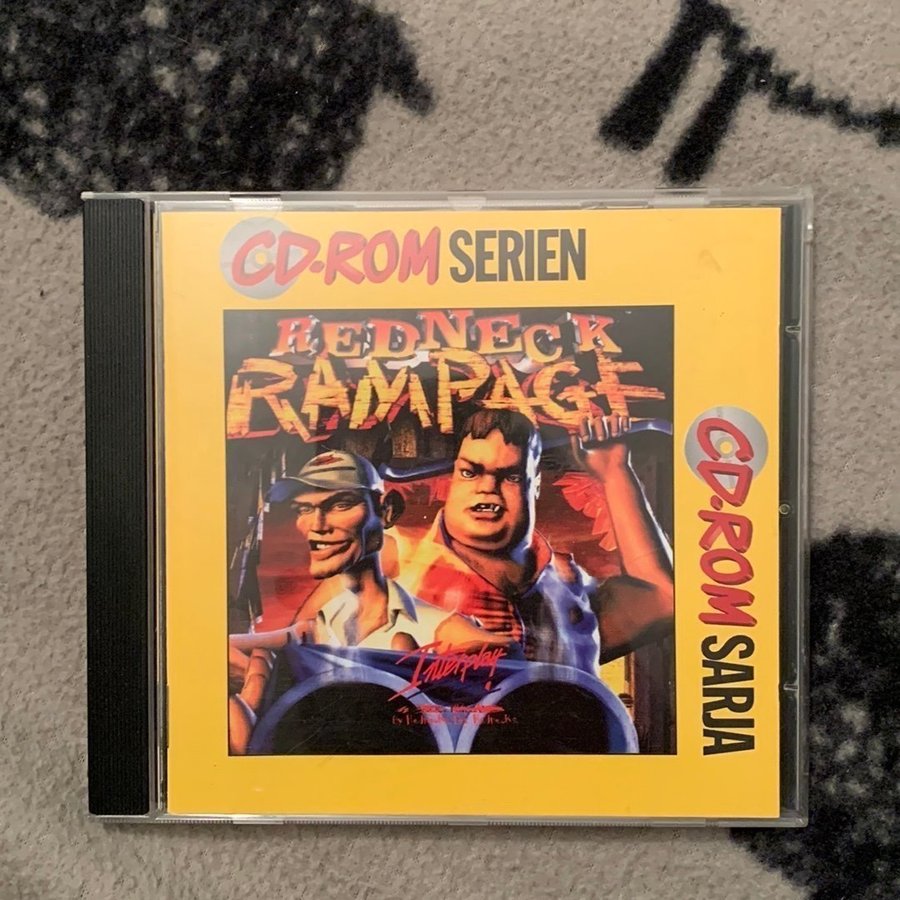 CD-ROM SERIEN
REDNECK
RAMPAGE
Interplay
CD-ROM SARJA